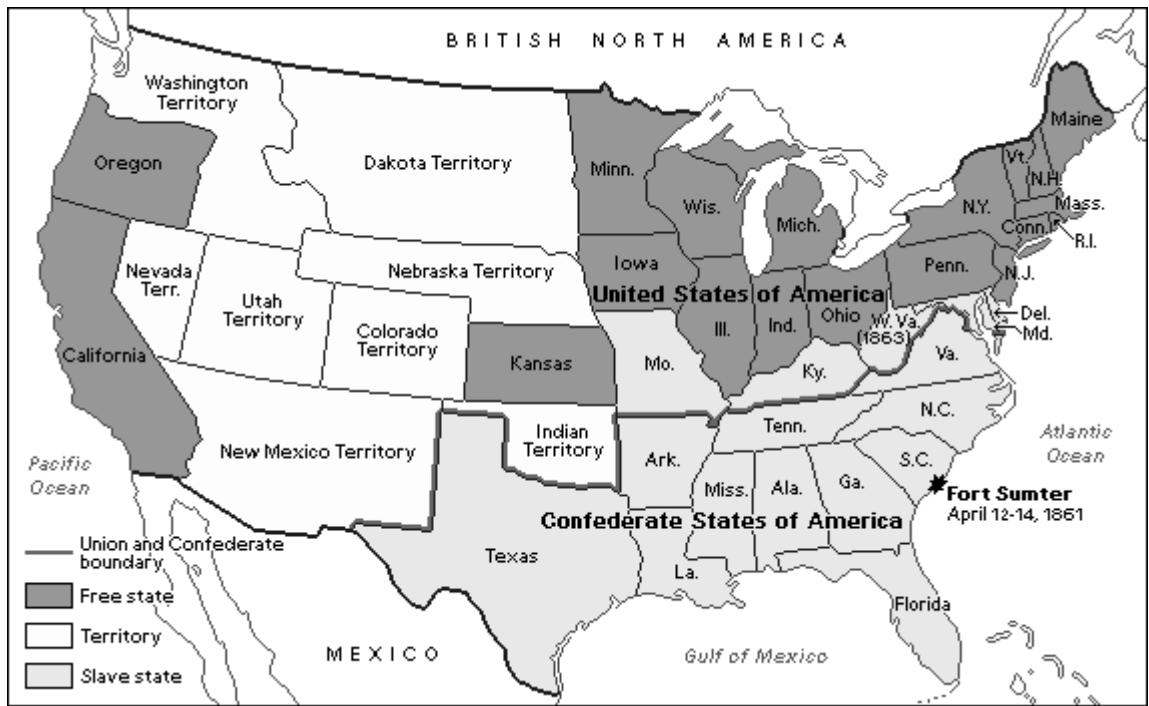 BRITISH NORTH AMERICA
Washington
Territory
Oregon
Dakota Territory
Minn.
Wis.
Mich.
Maine
Vt.
N.H.
N.Y.
Mass.
Conn.
R.I.
Nevada
Terr.
Utah
Territory
Nebraska Territory
Iowa
Penn.
N.J.
United States of America
Colorado
Territory
California
Kansas
Mo.
Ill.
Ind.
Ohio
W. Va.
(1863)
Del.
Md.
Ky.
Va.
New Mexico Territory
Indian
Territory
Tenn.
N.C.
Ark.
S.C.
Miss.
Ala.
Ga.
Atlantic
Ocean
Pacific
Ocean
Fort Sumter
April 12-14, 1861
Confederate States of America
Texas
La.
Florida
Union and Confederate
boundary
Free state
Territory
Slave state
MEXICO
Gulf of Mexico